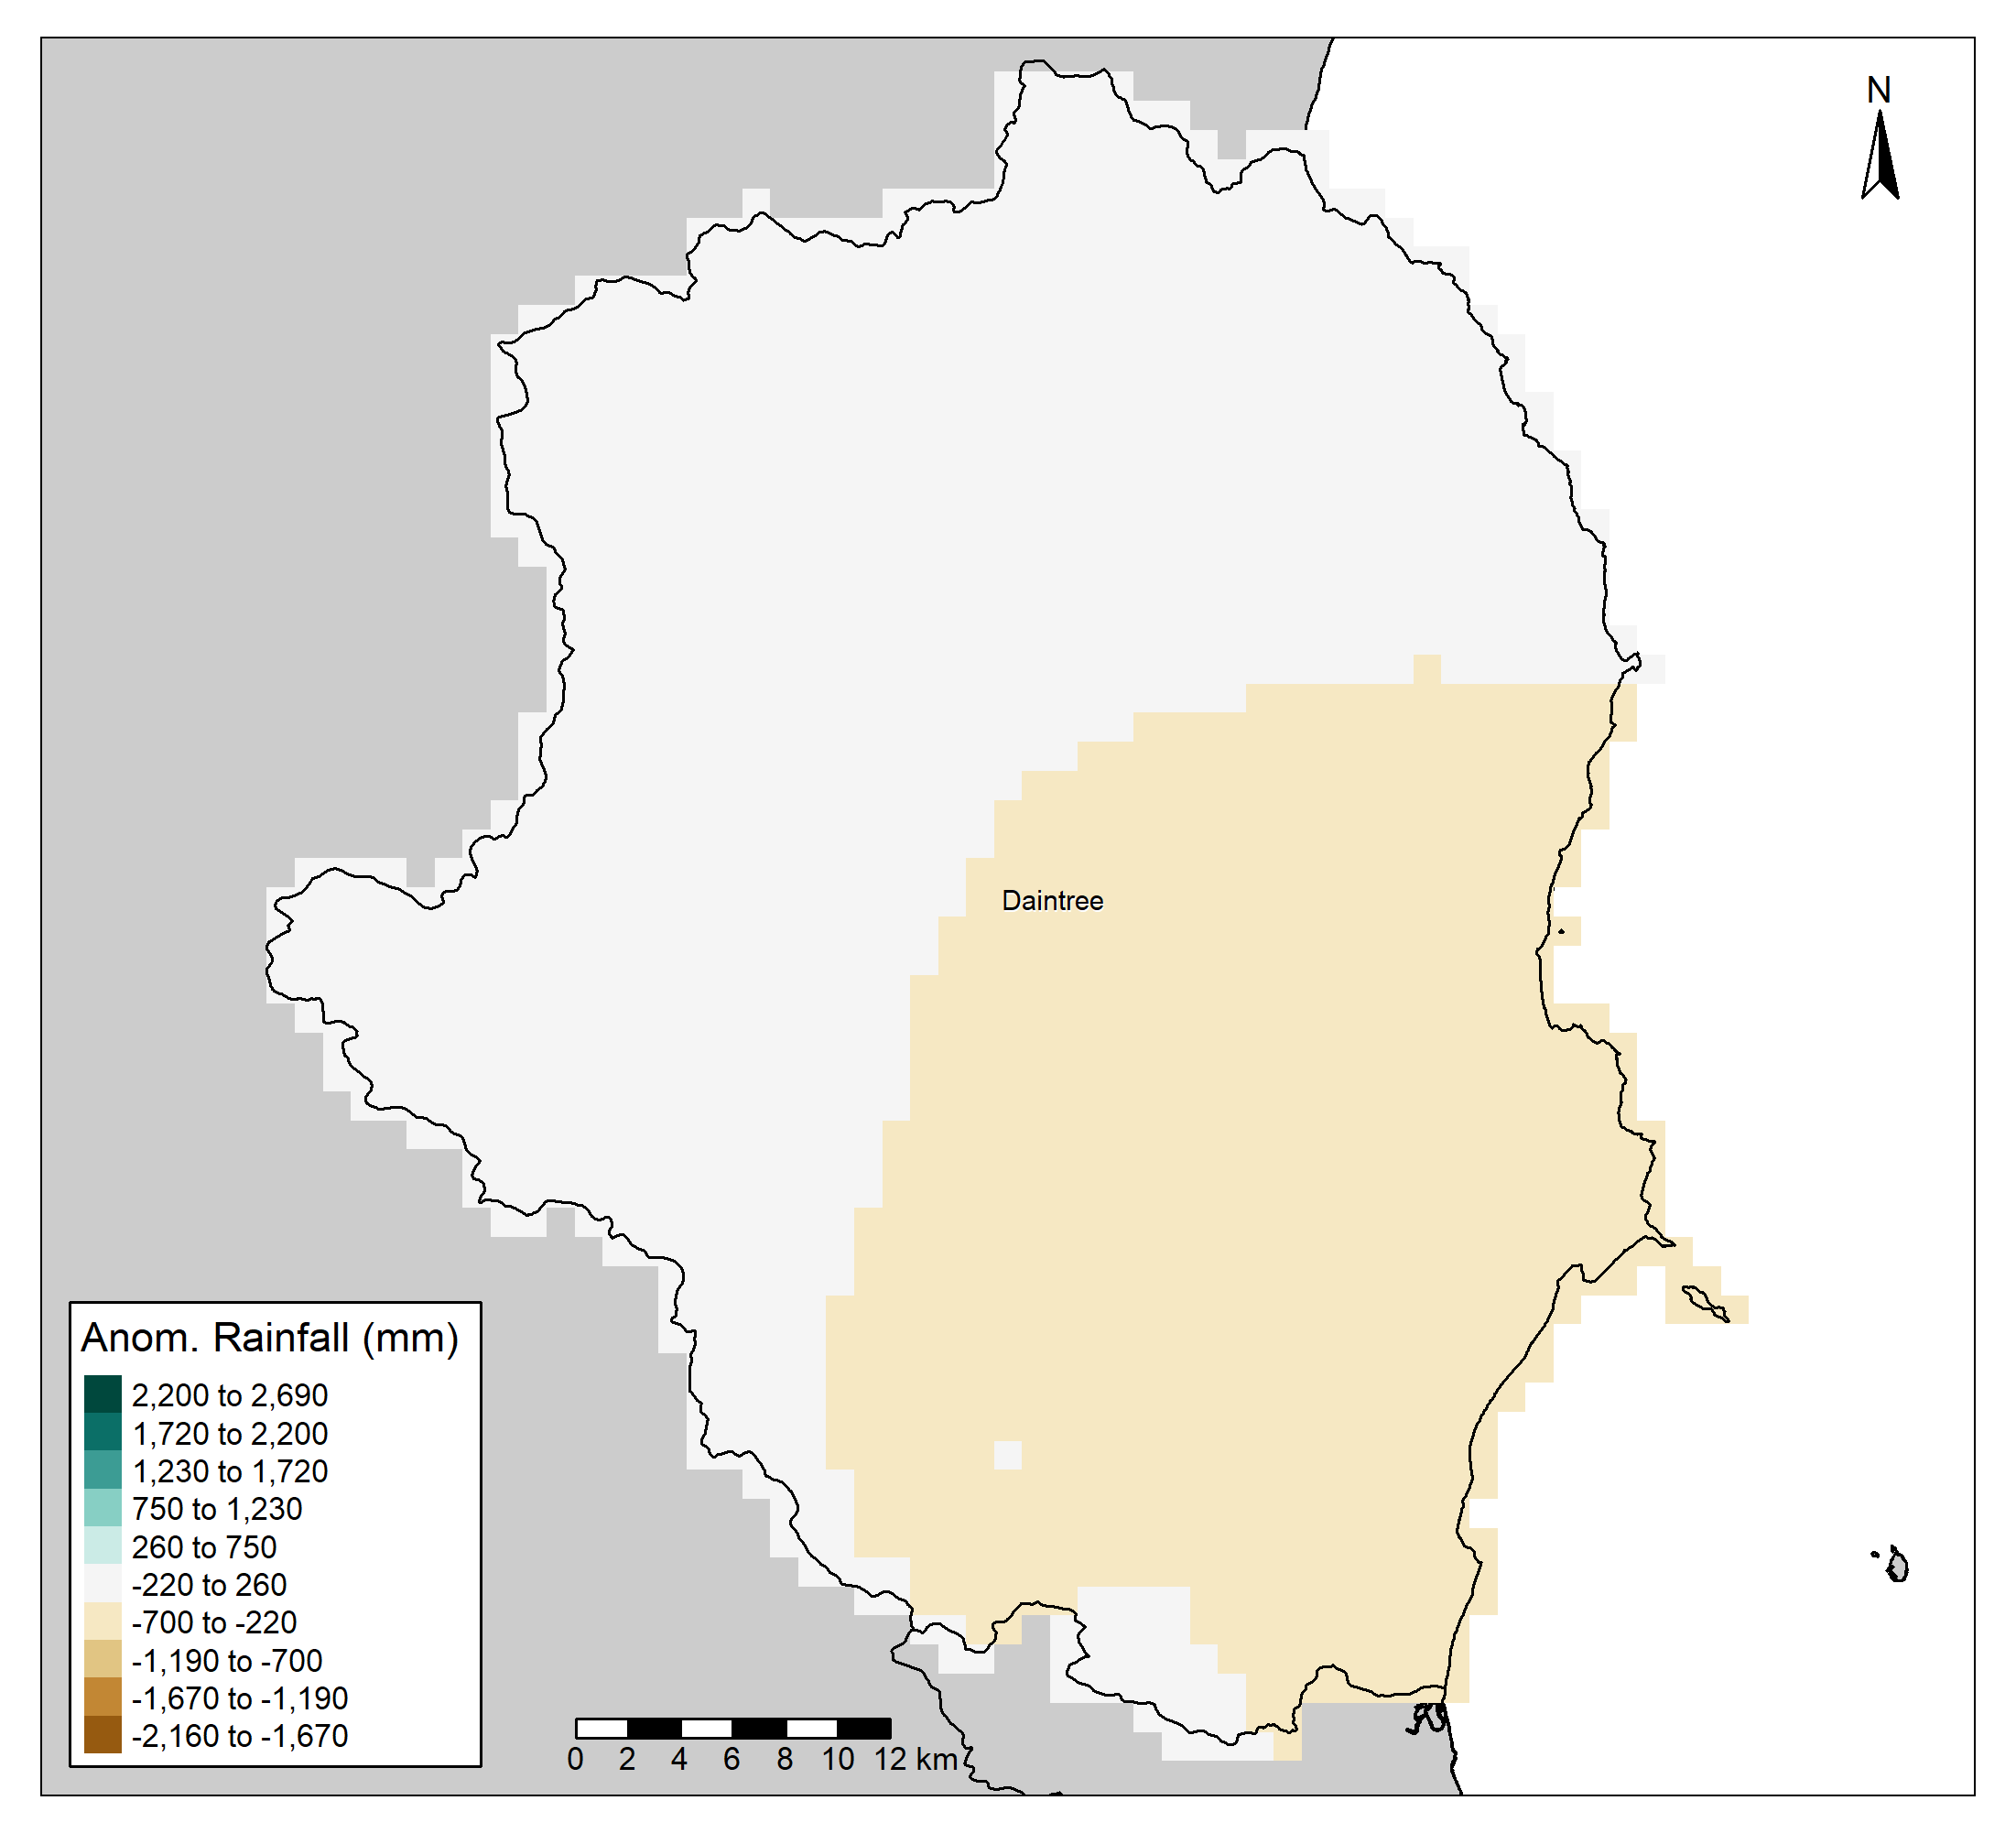 N
Daintree
Anom. Rainfall (mm)
2,200 to 2,690
1,720 to 2,200
1,230 to 1,720
750 to 1,230
260 to 750
-220 to 260
-700 to -220
-1,190 to -700
-1,670 to -1,190
-2,160 to -1,670
0 2 4 6 8 10 12 km